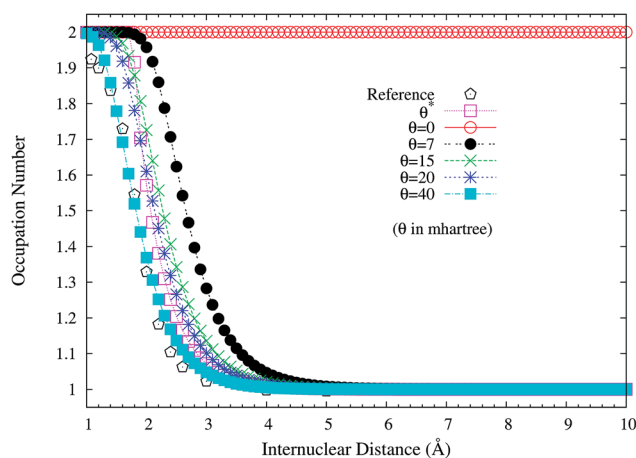 2
1.9
1.8
1.7
1.6
1.5
1.4
1.3
1.2
1.1
1
Occupation Number
Reference
θ*
θ=0
θ=7
θ=15
θ=20
θ=40
(θ in mhartree)
1 2 3 4 5 6 7 8 9 10
Internuclear Distance (Å)